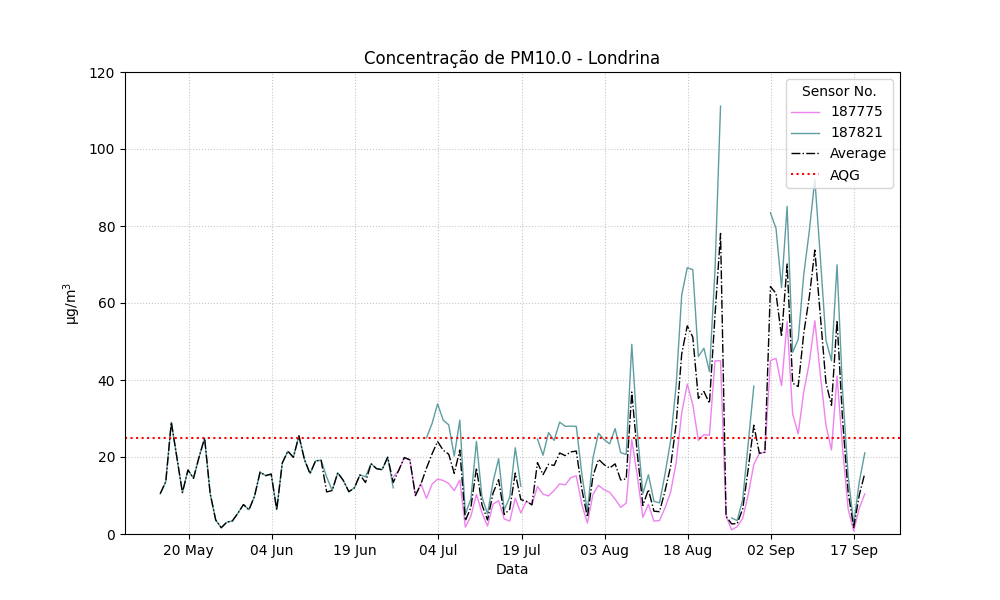 Concentração de PM10.0 - Londrina
120
100
80
60
40
20
0
µg/m³
20 May 04 Jun 19 Jun 04 Jul 19 Jul 03 Aug 18 Aug 02 Sep 17 Sep
Data
Sensor No.
187775
187821
Average
AQG